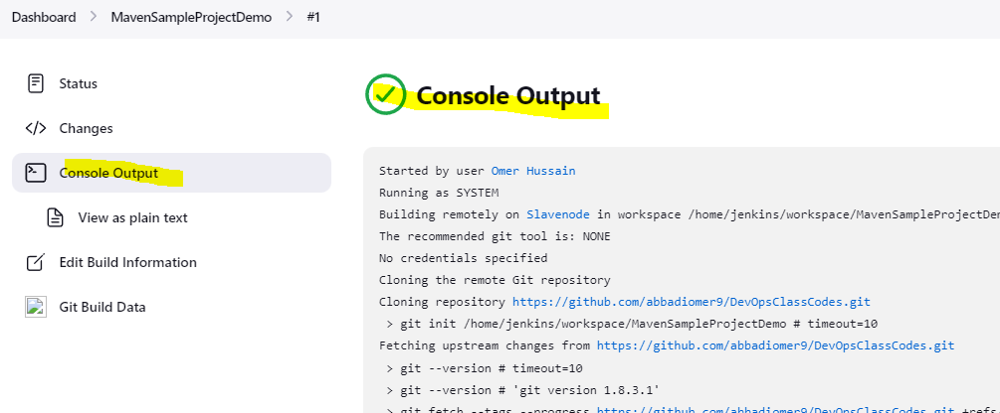 Dashboard > MavenSampleProjectDemo > #1
Status
Changes
Console Output
View as plain text
Edit Build Information
Git Build Data
Console Output
Started by user Omer Hussain
Running as SYSTEM
Building remotely on Slavenode in workspace /home/jenkins/workspace/MavenSampleProjectDem
The recommended git tool is: NONE
No credentials specified
Cloning the remote Git repository
Cloning repository https://github.com/abbadiomer9/DevOpsClassCodes.git
> git init /home/jenkins/workspace/MavenSampleProjectDemo # timeout=10
Fetching upstream changes from https://github.com/abbadiomer9/DevOpsClassCodes.git
> git --version # timeout=10
> git --version # 'git version 1.8.3.1'
> git fetch --tags --progress https://github.com/abbadiomer9/DevOpsClassCodes.git +refs